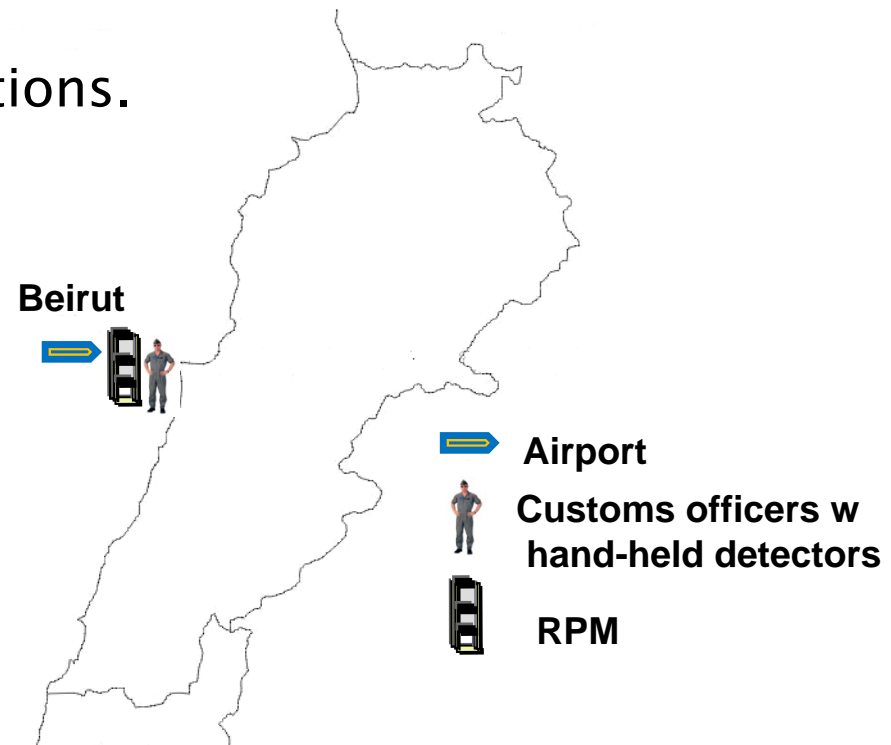 tions.
Beirut
Airport
Customs officers w
hand-held detectors
RPM